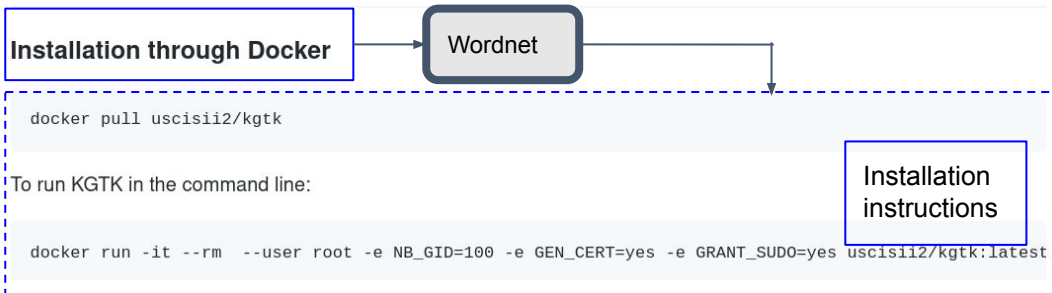 Installation through Docker
Wordnet
docker pull uscisii2/kgtk
To run KGTK in the command line:
Installation
instructions
docker run -it --rm  --user root -e NB_GID=100 -e GEN_CERT=yes -e GRANT_SUDO=yes uscisii2/kgtk:latest